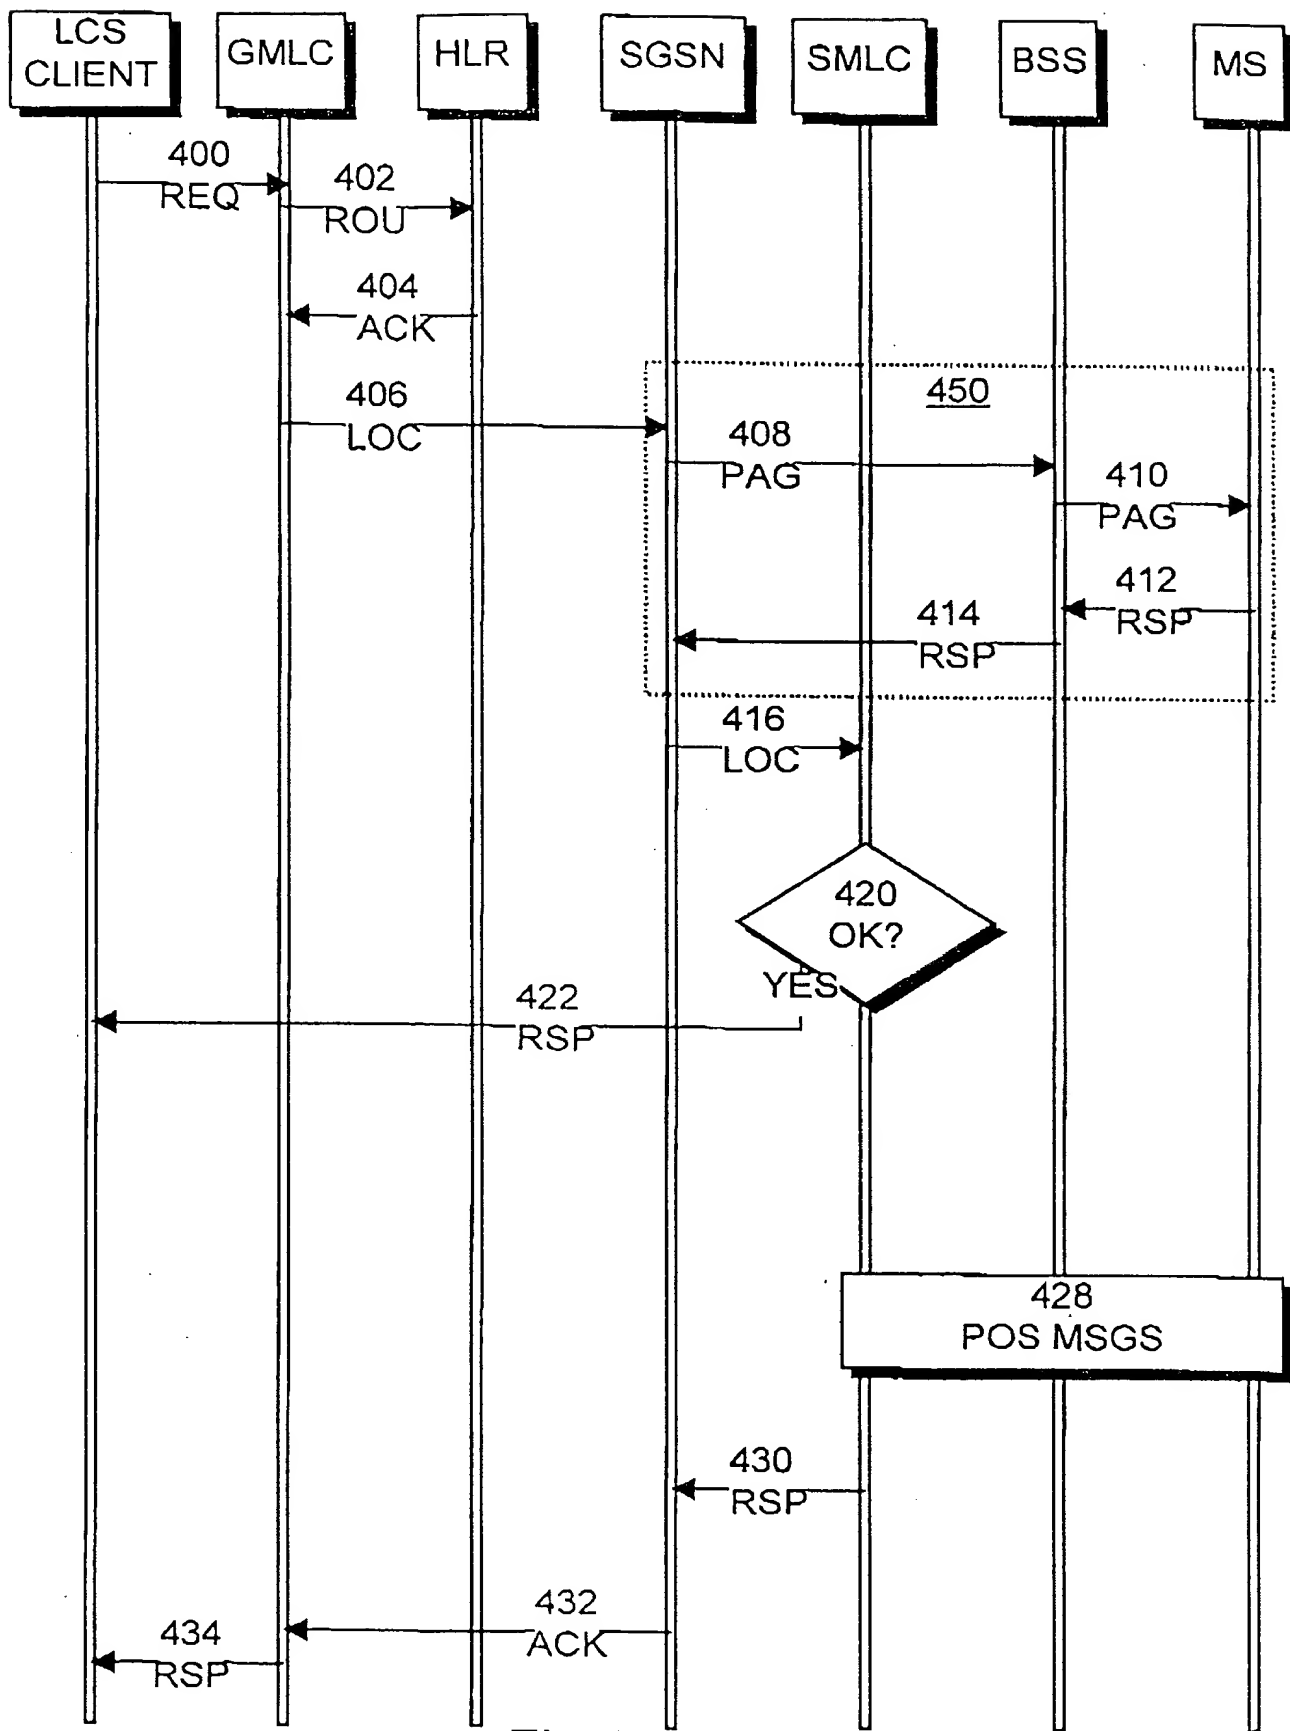 LCS
CLIENT
GMLC
HLR
SGSN
SMLC
BSS
MS
400
REQ
402
ROU
404
ACK
406
LOC
450
408
PAG
410
PAG
412
RSP
414
RSP
416
LOC
420
OK?
YES
422
RSP
428
POS MSGS
430
RSP
432
ACK
434
RSP